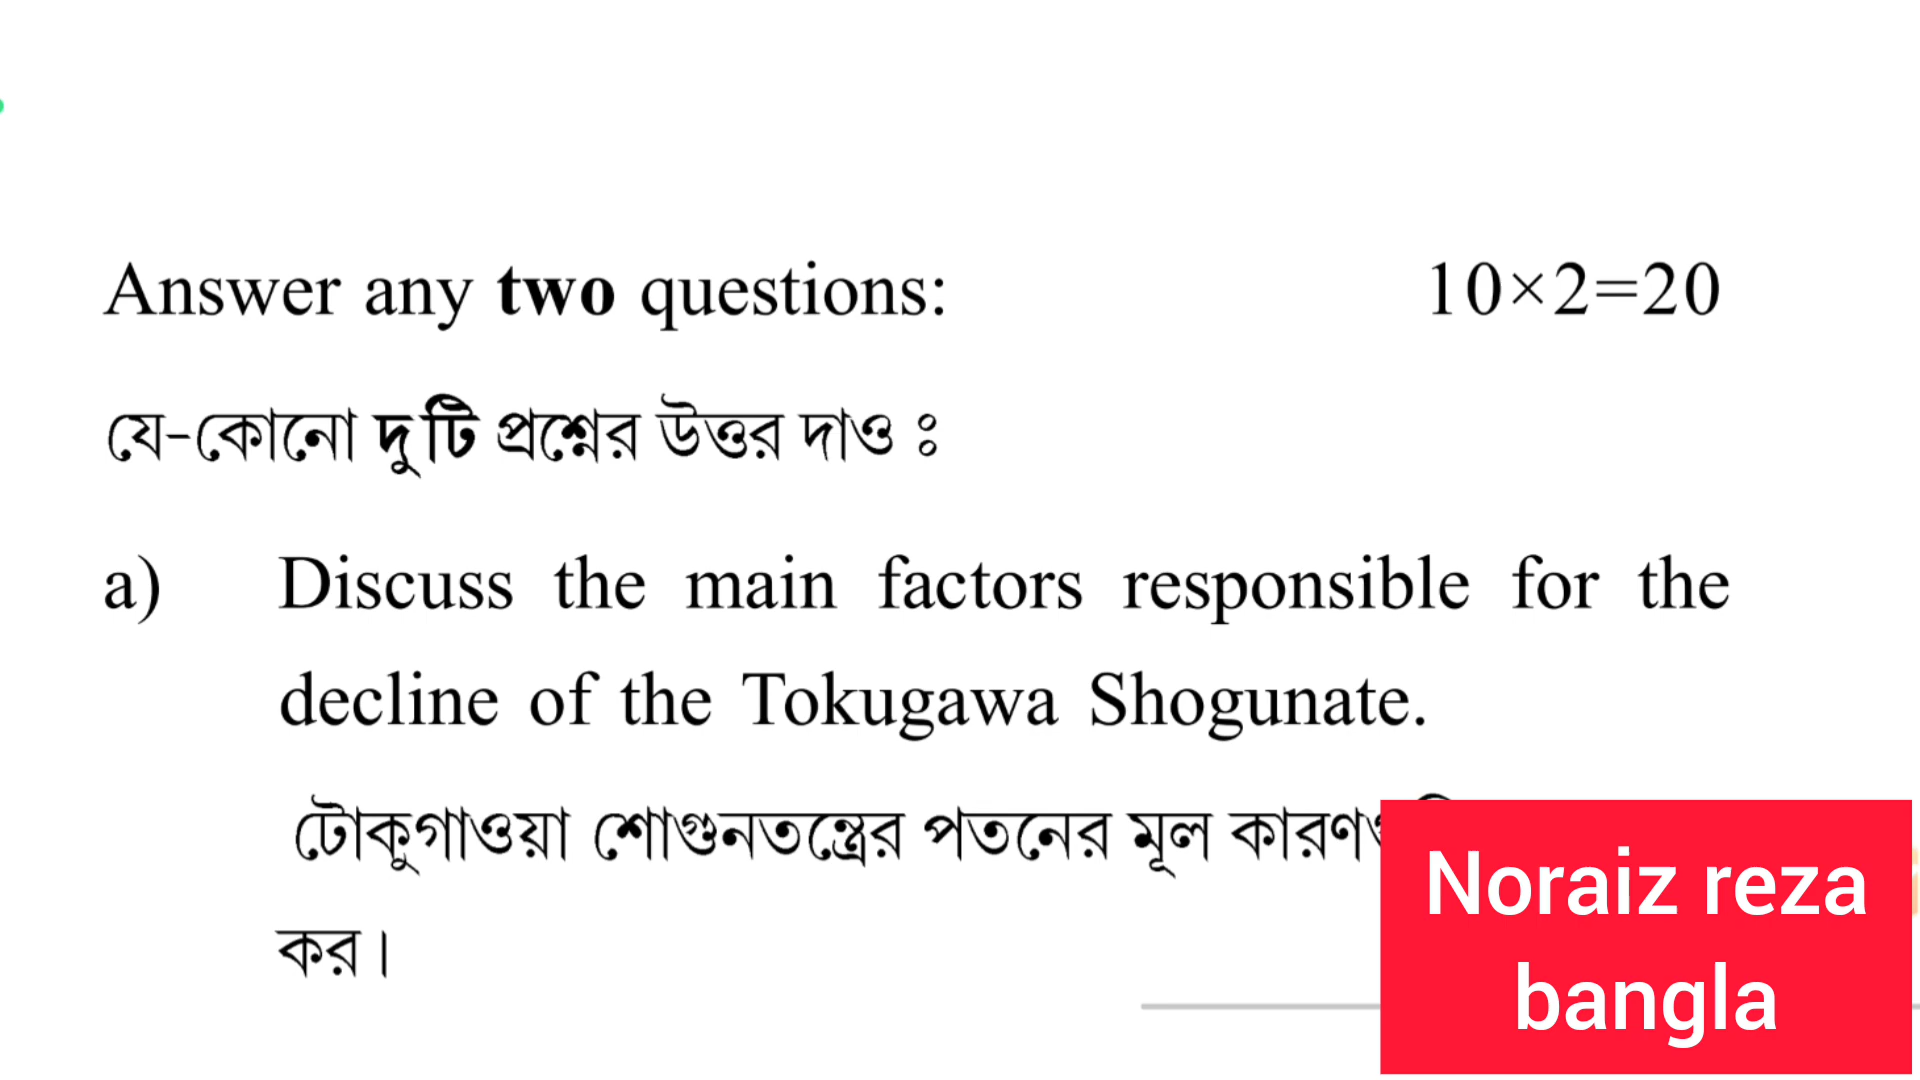 Answer any two questions: 10×2=20
যে-কোনো দুটি প্রশ্নের উত্তর দাও ঃ
a) Discuss the main factors responsible for the
decline of the Tokugawa Shogunate.
টোকুগাওয়া শোগুনতন্ত্রের পতনের মূল
কর।
Noraiz reza
bangla